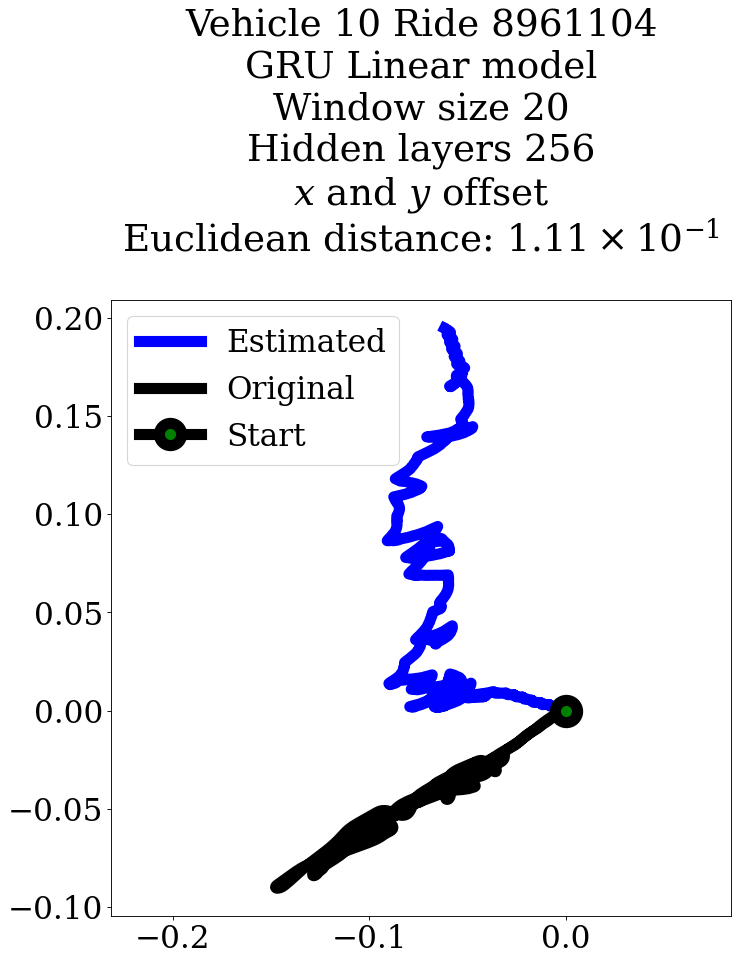 Vehicle 10 Ride 8961104
GRU Linear model
Window size 20
Hidden layers 256
x and y offset
Euclidean distance: 1.11 × 10⁻¹
Estimated
Original
Start
0.20
0.15
0.10
0.05
0.00
−0.05
−0.10
−0.2
−0.1
0.0